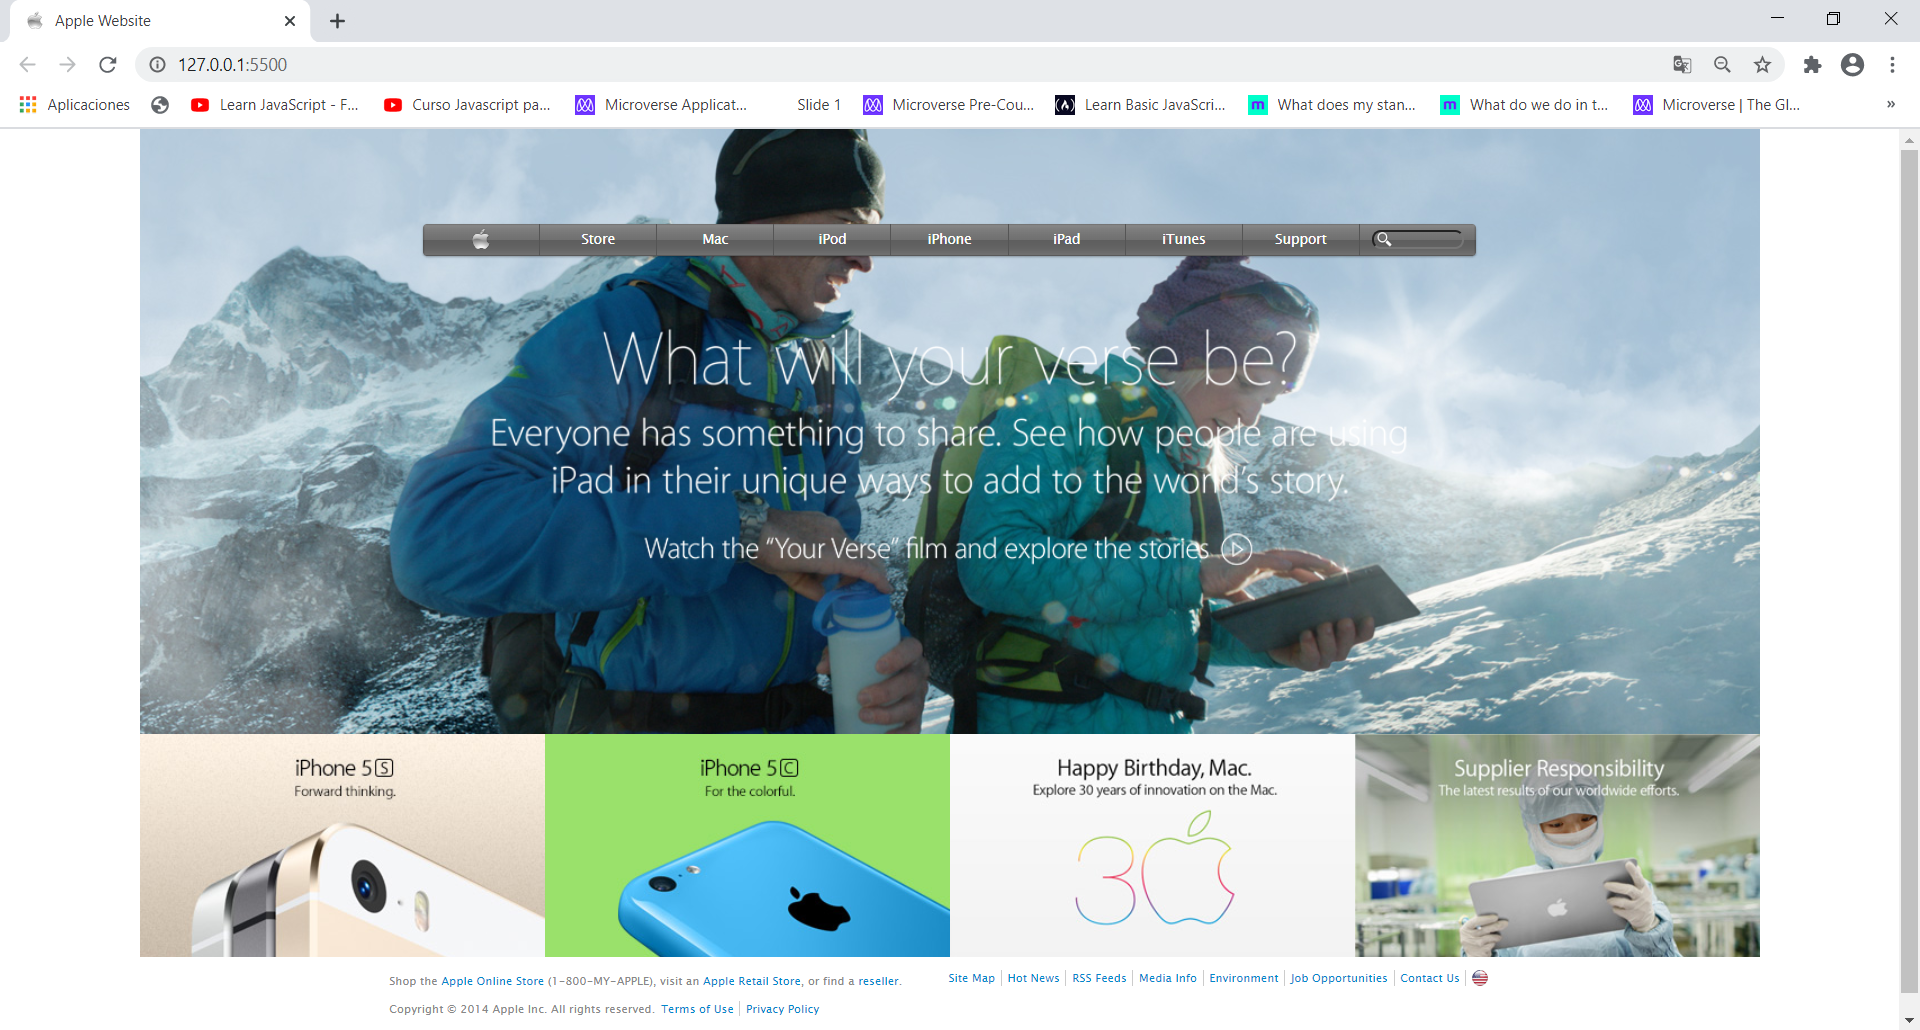 Apple Website
127.0.0.1:5500
Aplicaciones Learn JavaScript - F... Curso Javascript pa... Microverse Applicat... Slide 1 Microverse Pre-Cou... Learn Basic JavaScri... What does my stan... What do we do in t... Microverse | The Gl... »
Store Mac iPod iPhone iPad iTunes Support
What will your verse be?
Everyone has something to share. See how people are using
iPad in their unique ways to add to the world's story.
Watch the “Your Verse” film and explore the stories
iPhone 5S
Forward thinking.
iPhone 5C
For the colorful.
Happy Birthday, Mac.
Explore 30 years of innovation on the Mac.
30
Supplier Responsibility
The latest results of our worldwide efforts.
Shop the Apple Online Store (1-800-MY-APPLE), visit an Apple Retail Store, or find a reseller.
Site Map Hot News RSS Feeds Media Info Environment Job Opportunities Contact Us
Copyright © 2014 Apple Inc. All rights reserved. Terms of Use Privacy Policy